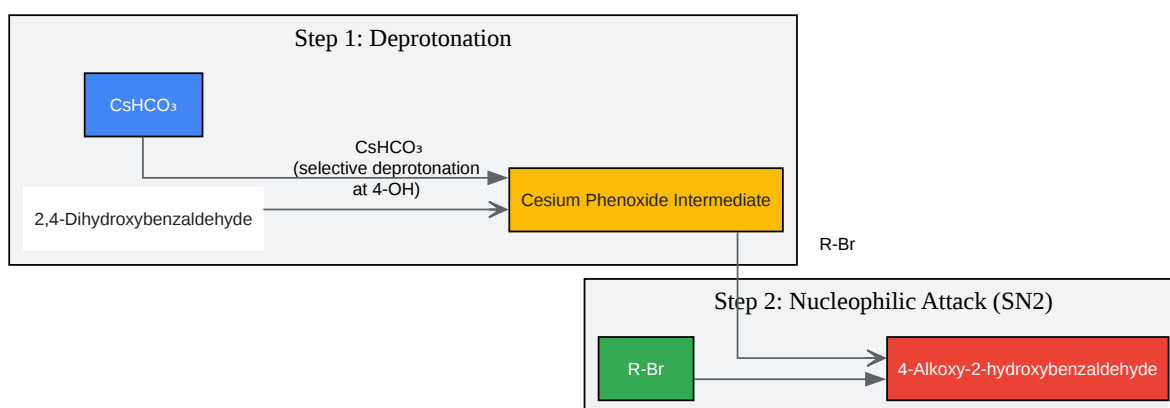 Step 1: Deprotonation
CsHCO₃
CsHCO₃
(selective deprotonation
at 4-OH)
2,4-Dihydroxybenzaldehyde
Cesium Phenoxide Intermediate
R-Br
Step 2: Nucleophilic Attack (SN2)
R-Br
4-Alkoxy-2-hydroxybenzaldehyde